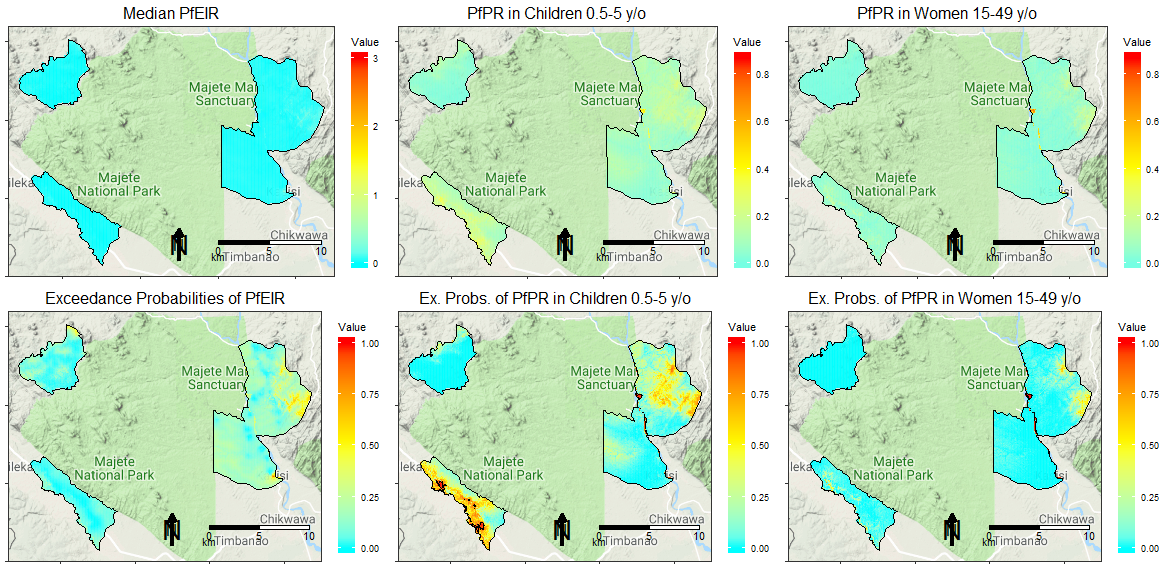 Median PfEIR
PfPR in Children 0.5-5 y/o
PfPR in Women 15-49 y/o
Value
3
2
1
0
Majete Ma
Sanctuary
Majete
National Park
ileka
isi
Chikwawa
Timbanao
N
0
5
10
km
Value
0.8
0.6
0.4
0.2
0.0
Majete Mal
Sanctuary
Majete
National Park
ileka
isi
Chikwawa
Timbanao
N
0
5
10
km
Value
0.8
0.6
0.4
0.2
0.0
Majete Ma
Sanctuary
Majete
National Park
ileka
isi
Chikwawa
Timbanao
N
0
5
10
km
Exceedance Probabilities of PfEIR
Ex. Probs. of PfPR in Children 0.5-5 y/o
Ex. Probs. of PfPR in Women 15-49 y/o
Value
1.00
0.75
0.50
0.25
0.00
Majete Ma
Sanctuary
Majete
National Park
ileka
isi
Chikwawa
Timbanao
N
0
5
10
km
Value
1.00
0.75
0.50
0.25
0.00
Majete Ma
Sanctuary
Majete
National Park
ileka
isi
Chikwawa
Timbanao
N
0
5
10
km
Value
1.00
0.75
0.50
0.25
0.00
Majete Ma
Sanctuary
Majete
National Park
ileka
isi
Chikwawa
Timbanao
N
0
5
10
km